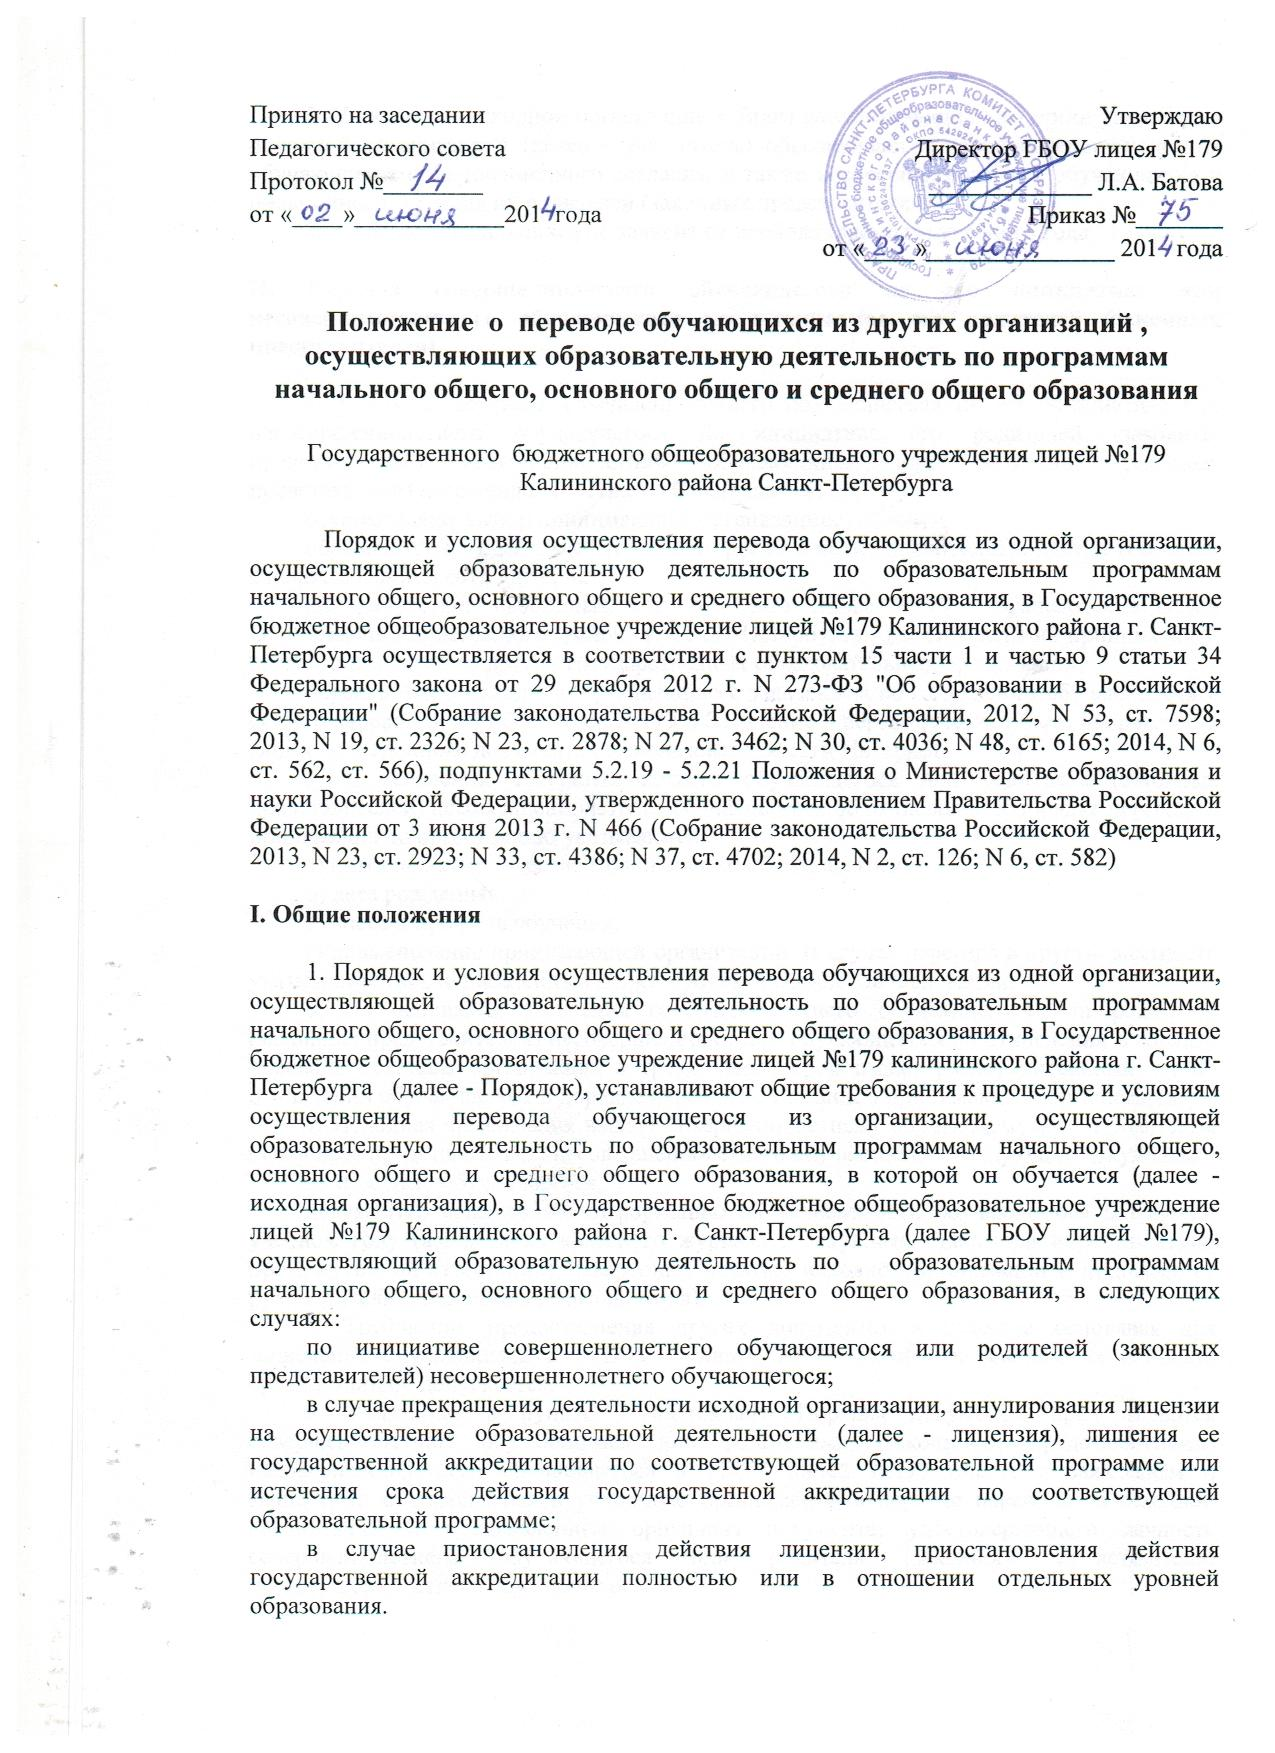 Принято на заседании
Утверждаю
Педагогического совета
Директор ГБОУ лицея №179
Протокол № 14
Л.А. Батова
от « 02 » июня 2014 года
Приказ № 75
от « 23 » июня 2014 года
ПРАВИТЕЛЬСТВО САНКТ-ПЕТЕРБУРГА КОМИТЕТ ПО ОБРАЗОВАНИЮ
Положение о переводе обучающихся из других организаций ,
осуществляющих образовательную деятельность по программам
начального общего, основного общего и среднего общего образования
Государственного бюджетного общеобразовательного учреждения лицей №179
Калининского района Санкт-Петербурга
Порядок и условия осуществления перевода обучающихся из одной организации,
осуществляющей образовательную деятельность по образовательным программам
начального общего, основного общего и среднего общего образования, в Государственное
бюджетное общеобразовательное учреждение лицей №179 Калининского района г. Санкт-
Петербурга осуществляется в соответствии с пунктом 15 части 1 и частью 9 статьи 34
Федерального закона от 29 декабря 2012 г. N 273-ФЗ "Об образовании в Российской
Федерации" (Собрание законодательства Российской Федерации, 2012, N 53, ст. 7598;
2013, N 19, ст. 2326; N 23, ст. 2878; N 27, ст. 3462; N 30, ст. 4036; N 48, ст. 6165; 2014, N 6,
ст. 562, ст. 566), подпунктами 5.2.19 - 5.2.21 Положения о Министерстве образования и
науки Российской Федерации, утвержденного постановлением Правительства Российской
Федерации от 3 июня 2013 г. N 466 (Собрание законодательства Российской Федерации,
2013, N 23, ст. 2923; N 33, ст. 4386; N 37, ст. 4702; 2014, N 2, ст. 126; N 6, ст. 582)
I. Общие положения
1. Порядок и условия осуществления перевода обучающихся из одной организации,
осуществляющей образовательную деятельность по образовательным программам
начального общего, основного общего и среднего общего образования, в Государственное
бюджетное общеобразовательное учреждение лицей №179 калининского района г. Санкт-
Петербурга (далее - Порядок), устанавливают общие требования к процедуре и условиям
осуществления перевода обучающегося из организации, осуществляющей
образовательную деятельность по образовательным программам начального общего,
основного общего и среднего общего образования, в которой он обучается (далее -
исходная организация), в Государственное бюджетное общеобразовательное учреждение
лицей №179 Калининского района г. Санкт-Петербурга (далее ГБОУ лицей №179),
осуществляющий образовательную деятельность по образовательным программам
начального общего, основного общего и среднего общего образования, в следующих
случаях:
по инициативе совершеннолетнего обучающегося или родителей (законных
представителей) несовершеннолетнего обучающегося;
в случае прекращения деятельности исходной организации, аннулирования лицензии
на осуществление образовательной деятельности (далее - лицензия), лишения ее
государственной аккредитации по соответствующей образовательной программе или
истечения срока действия государственной аккредитации по соответствующей
образовательной программе;
в случае приостановления действия лицензии, приостановления действия
государственной аккредитации полностью или в отношении отдельных уровней
образования.